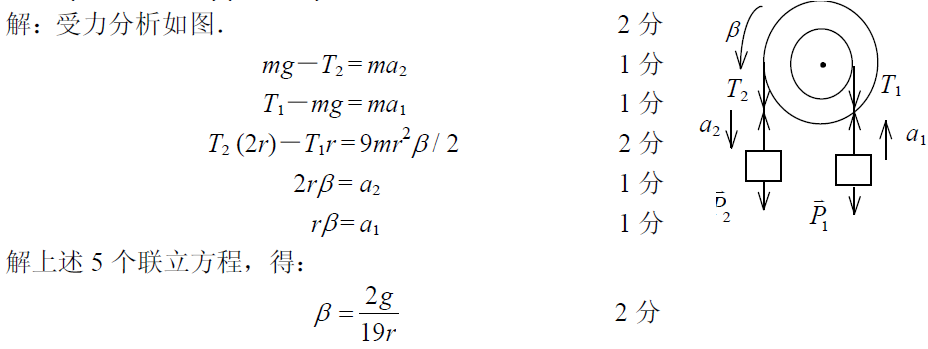 解：受力分析如图． 2 分
mg－T₂ = ma₂ 1 分
T₁－mg = ma₁ 1 分
T₂ (2r)－T₁r = 9mr²β / 2 2 分
2rβ = a₂ 1 分
rβ = a₁ 1 分
解上述 5 个联立方程，得：
β = 2g/19r 2 分
β
T₂
T₁
a₂
a₁
P⃗₂
P⃗₁